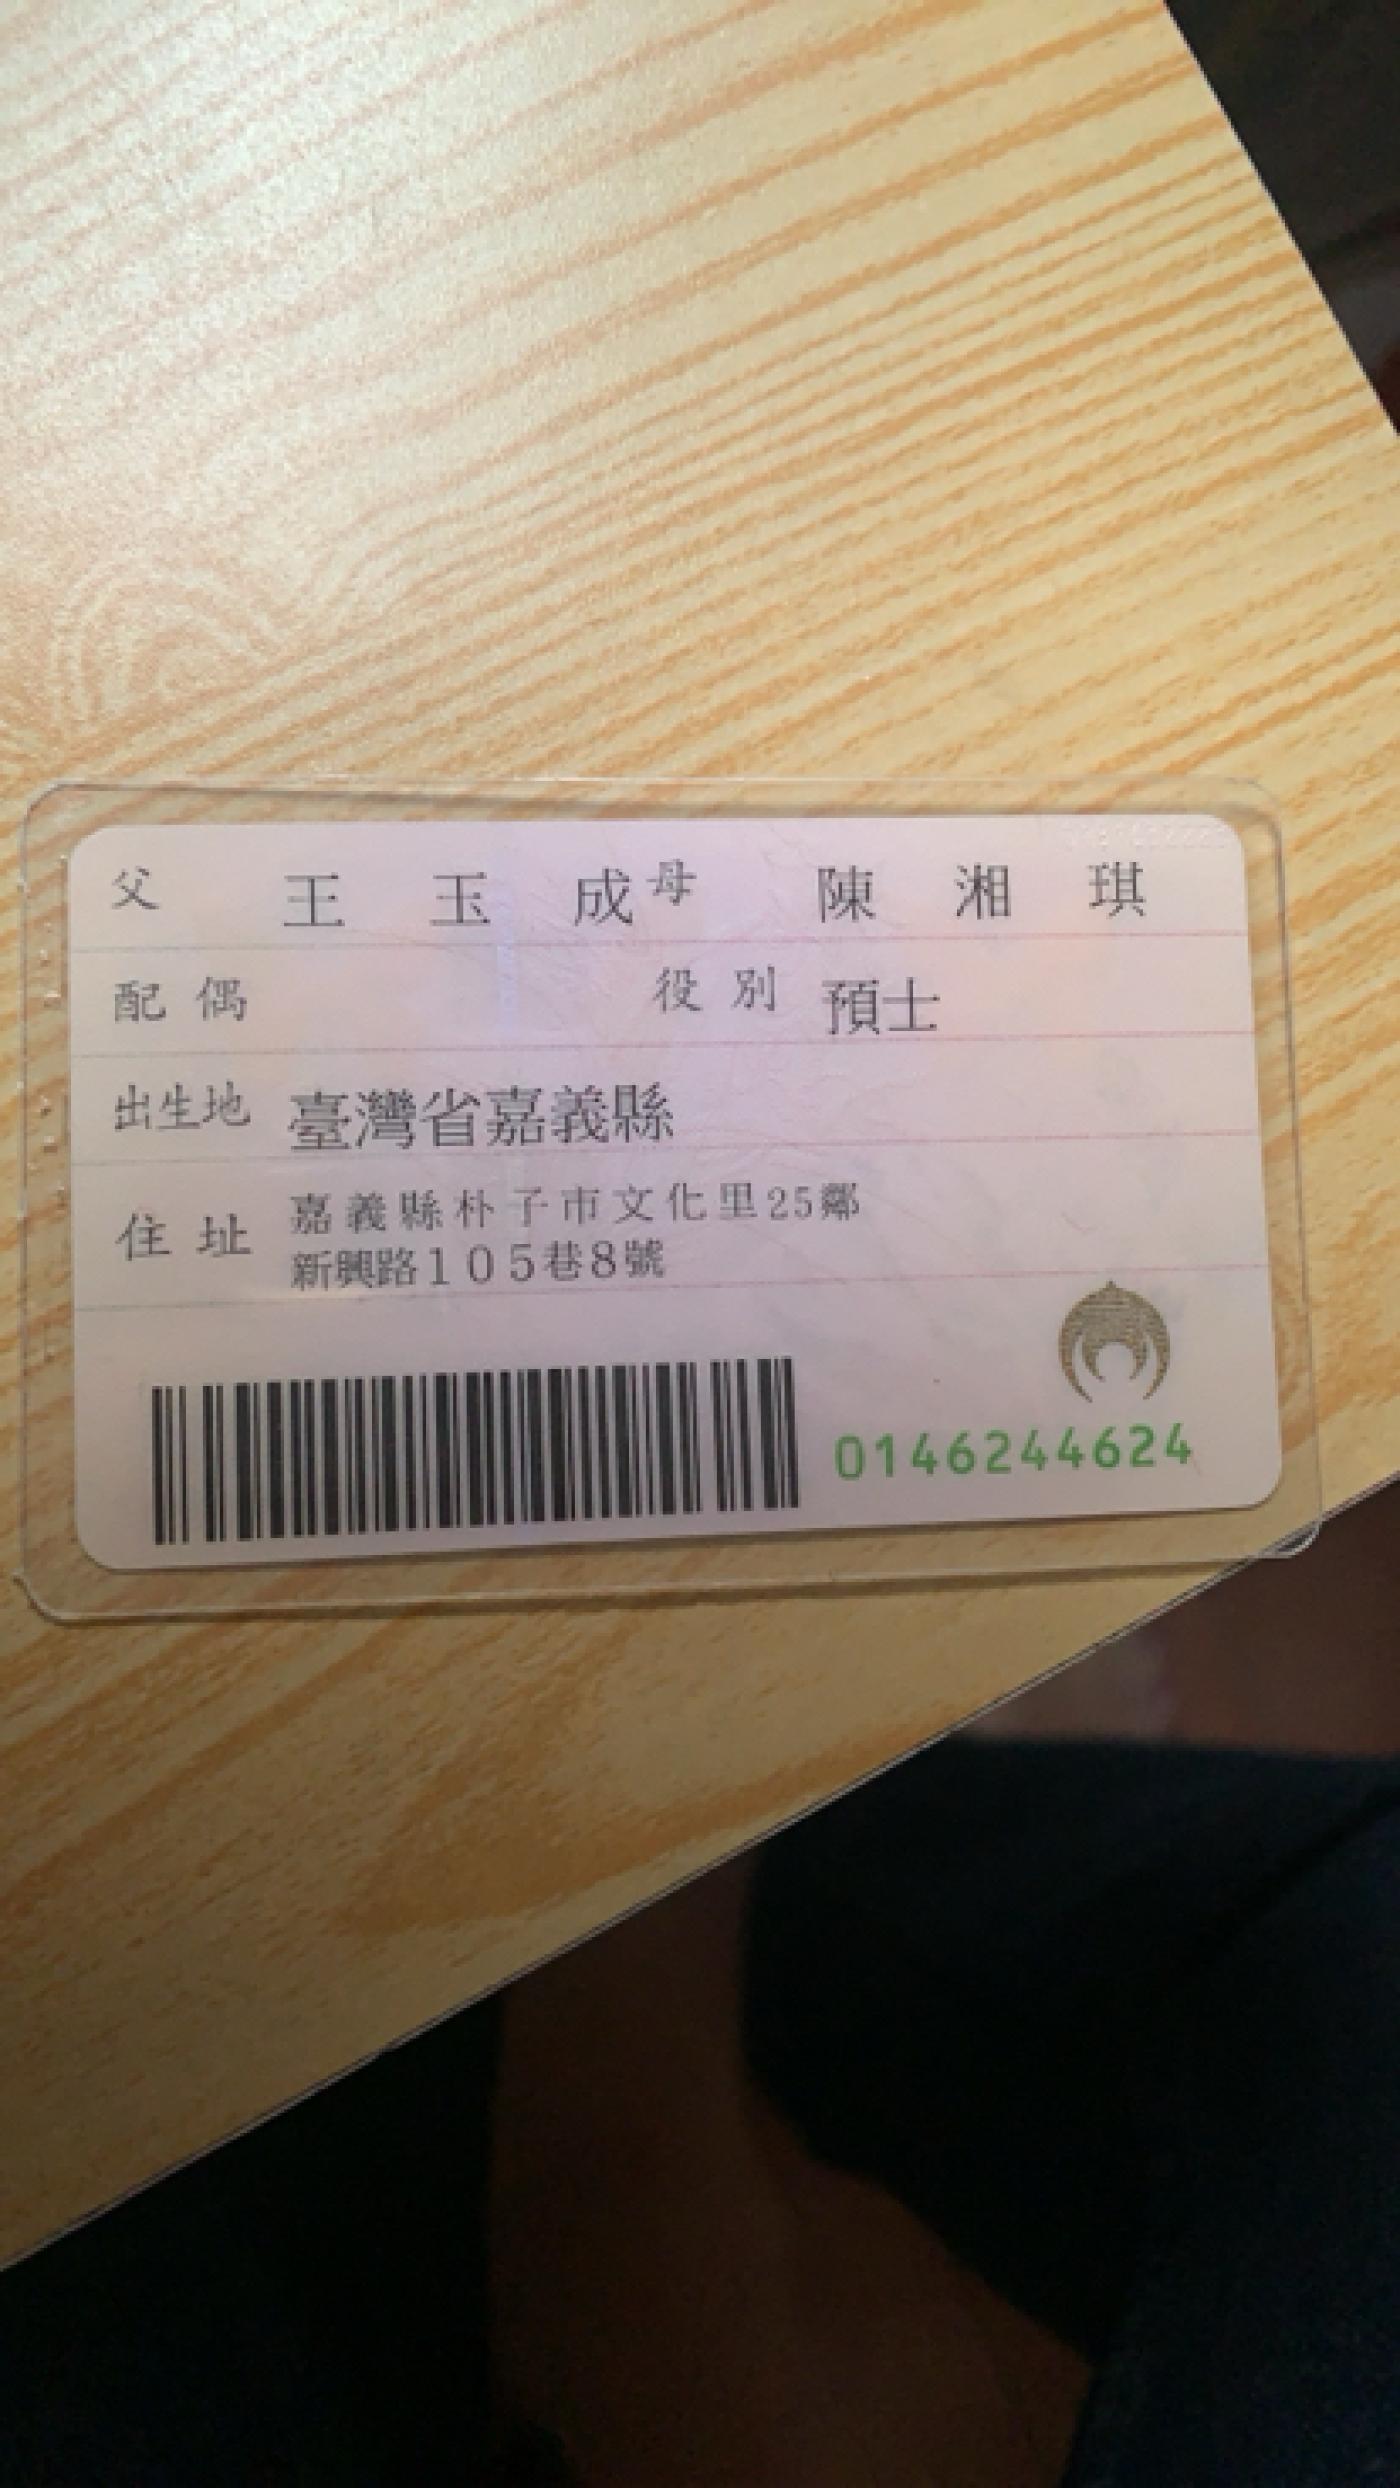 父 王玉成 母 陳湘琪
配偶 役別 預士
出生地 臺灣省嘉義縣
住址 嘉義縣朴子市文化里25鄰
新興路105巷8號
0146244624